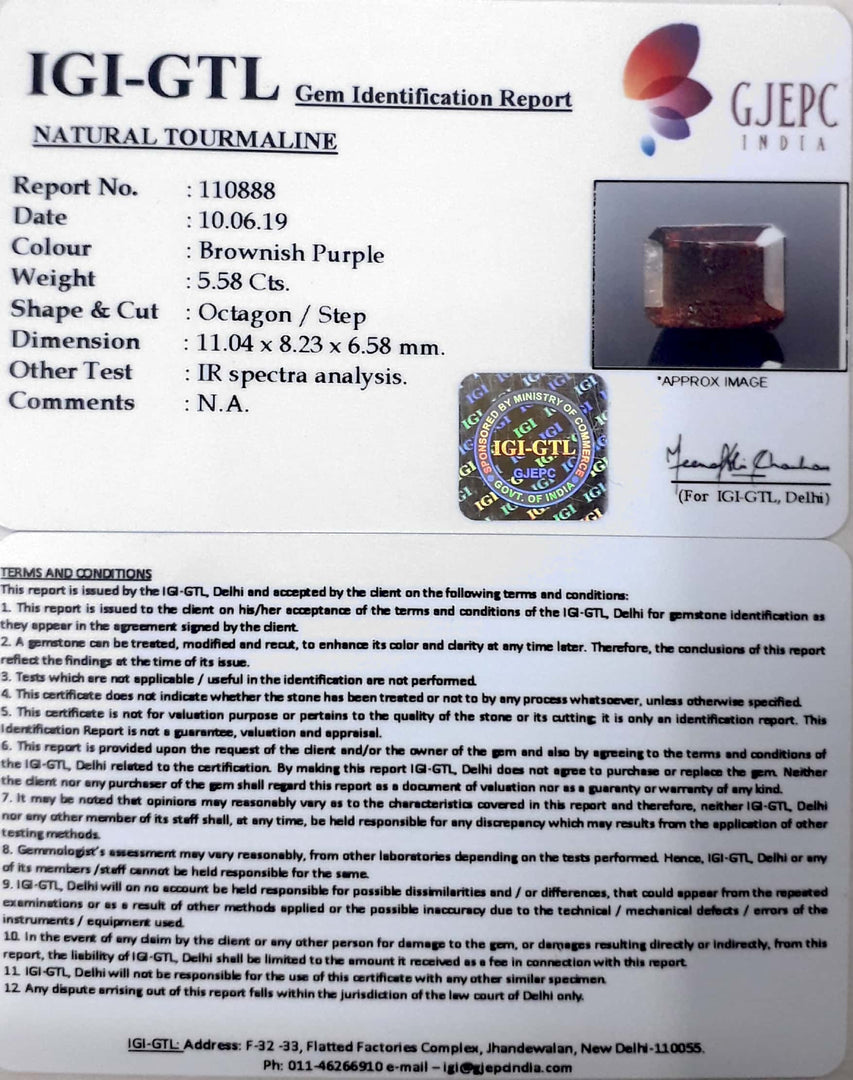 IGI-GTL Gem Identification Report
GJEPC
INDIA
NATURAL TOURMALINE
Report No. : 110888
Date : 10.06.19
Colour : Brownish Purple
Weight : 5.58 Cts.
Shape & Cut : Octagon / Step
Dimension : 11.04 x 8.23 x 6.58 mm.
Other Test : IR spectra analysis.
Comments : N.A.
*APPROX IMAGE
SPONSORED BY MINISTRY OF COMMERCE
IGI-GTL
GJEPC
GOVT. OF INDIA
(For IGI-GTL, Delhi)
TERMS AND CONDITIONS
This report is issued by the IGI-GTL, Delhi and accepted by the client on the following terms and conditions:
1. This report is issued to the client on his/her acceptance of the terms and conditions of the IGI-GTL, Delhi for gemstone identification as
they appear in the agreement signed by the client.
2. A gemstone can be treated, modified and recut, to enhance its color and clarity at any time later. Therefore, the conclusions of this report
reflect the findings at the time of its issue.
3. Tests which are not applicable / useful in the identification are not performed.
4. This certificate does not indicate whether the stone has been treated or not to by any process whatsoever, unless otherwise specified.
5. This certificate is not for valuation purpose or pertains to the quality of the stone or its cutting; it is only an identification report. This
Identification Report is not a guarantee, valuation and appraisal.
6. This report is provided upon the request of the client and/or the owner of the gem and also by agreeing to the terms and conditions of
the IGI-GTL, Delhi related to the certification. By making this report IGI-GTL, Delhi does not agree to purchase or replace the gem. Neither
the client nor any purchaser of the gem shall regard this report as a document of valuation nor as a guaranty or warranty of any kind.
7. It may be noted that opinions may reasonably vary as to the characteristics covered in this report and therefore, neither IGI-GTL, Delhi
nor any other member of its staff shall, at any time, be held responsible for any discrepancy which may results from the application of other
testing methods.
8. Gemmologist's assessment may vary reasonably, from other laboratories depending on the tests performed. Hence, IGI-GTL, Delhi or any
of its members /staff cannot be held responsible for the same.
9. IGI-GTL, Delhi will on no account be held responsible for possible dissimilarities and / or differences, that could appear from the repeated
examinations or as a result of other methods applied or the possible inaccuracy due to the technical / mechanical defects / errors of the
instruments / equipment used.
10. In the event of any claim by the client or any other person for damage to the gem, or damages resulting directly or indirectly, from this
report, the liability of IGI-GTL, Delhi shall be limited to the amount it received as a fee in connection with this report.
11. IGI-GTL, Delhi will not be responsible for the use of this certificate with any other similar specimen.
12. Any dispute arrising out of this report falls within the jurisdiction of the law court of Delhi only.
IGI-GTL: Address: F-32 -33, Flatted Factories Complex, Jhandewalan, New Delhi-110055.
Ph: 011-46266910 e-mail – igi@gjepcindia.com